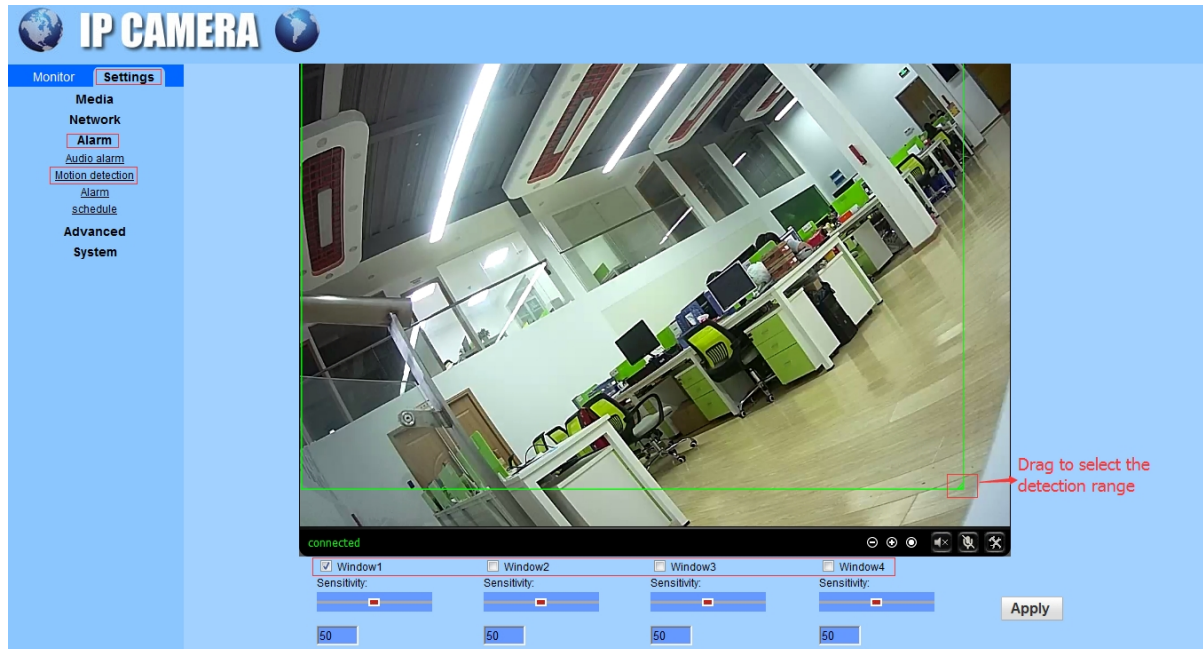 IP CAMERA
Monitor Settings
Media
Network
Alarm
Audio alarm
Motion detection
Alarm
schedule
Advanced
System
Drag to select the
detection range
connected
Window1 Window2 Window3 Window4
Sensitivity: Sensitivity: Sensitivity: Sensitivity:
Apply
50 50 50 50